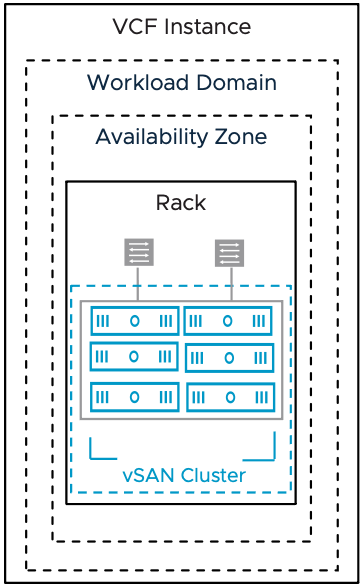 VCF Instance
Workload Domain
Availability Zone
Rack
vSAN Cluster